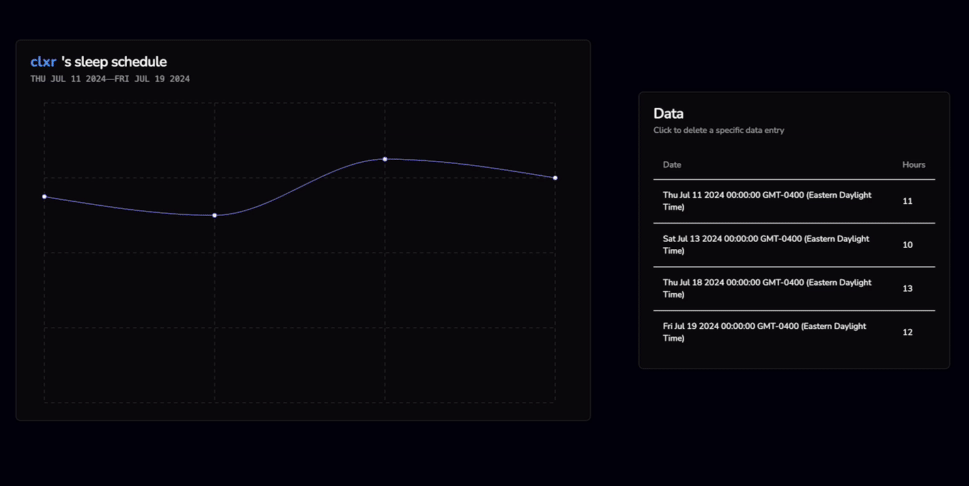 clxr 's sleep schedule
THU JUL 11 2024—FRI JUL 19 2024
Data
Click to delete a specific data entry
Date Hours
Thu Jul 11 2024 00:00:00 GMT-0400 (Eastern Daylight
Time)
11
Sat Jul 13 2024 00:00:00 GMT-0400 (Eastern Daylight
Time)
10
Thu Jul 18 2024 00:00:00 GMT-0400 (Eastern Daylight
Time)
13
Fri Jul 19 2024 00:00:00 GMT-0400 (Eastern Daylight
Time)
12